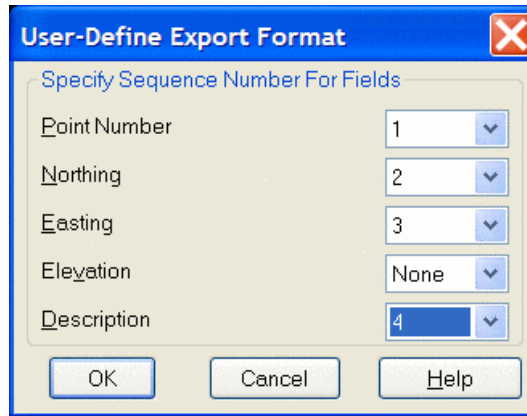 User-Define Export Format
Specify Sequence Number For Fields
Point Number 1
Northing 2
Easting 3
Elevation None
Description 4
OK Cancel Help